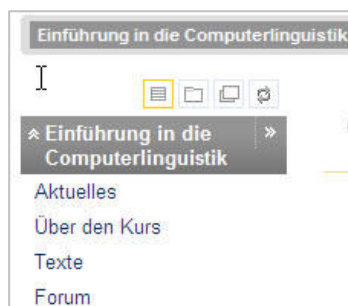 Einführung in die Computerlinguistik
Einführung in die
Computerlinguistik
Aktuelles
Über den Kurs
Texte
Forum